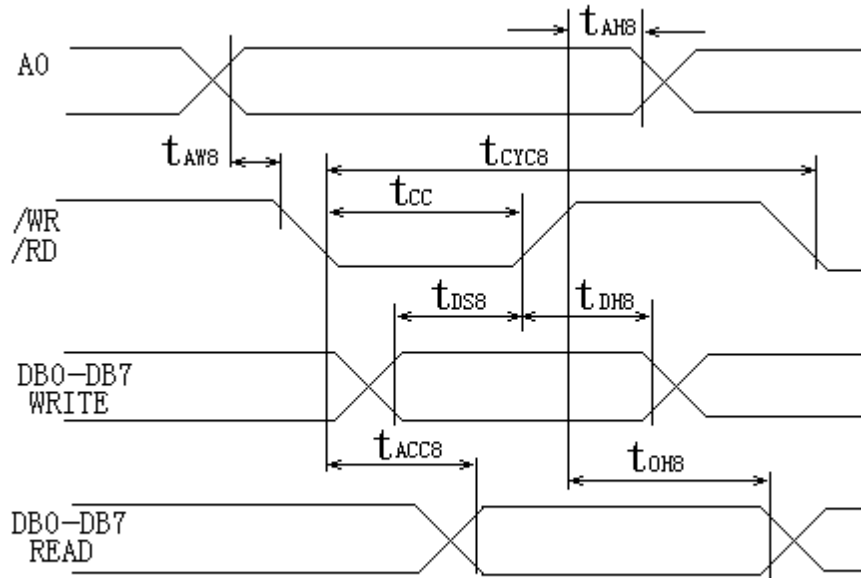 tAH8
A0
tAW8
tCYC8
tCC
/WR
/RD
tDS8
tDH8
DB0-DB7
WRITE
tACC8
tOH8
DB0-DB7
READ